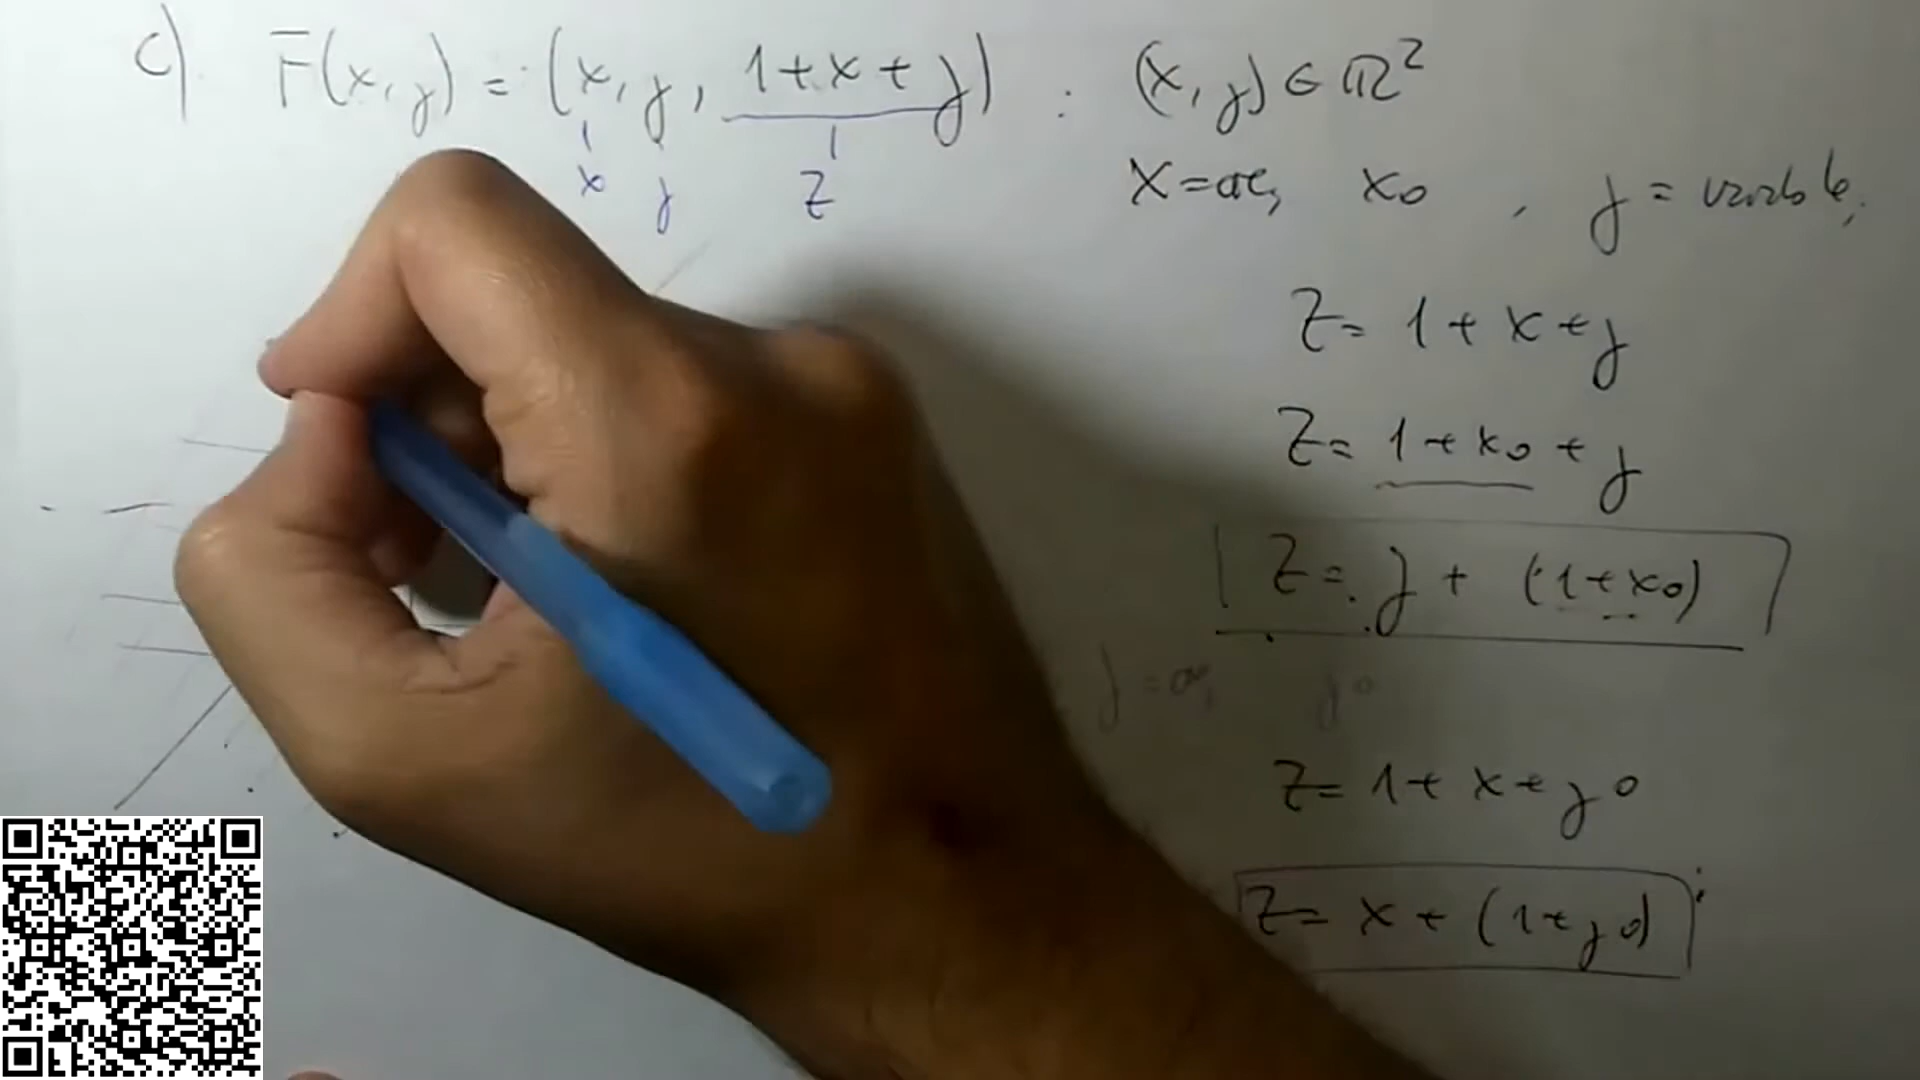 c) F(x, y) = (x, y, 1+x+y) : (x, y) ∈ ℝ²
x y z
X = cte, x₀ , y = variable,
Z = 1 + x + y
Z = 1 + x₀ + y
Z = y + (1 + x₀)
y = cte, y₀
Z = 1 + x + y₀
Z = x + (1 + y₀)